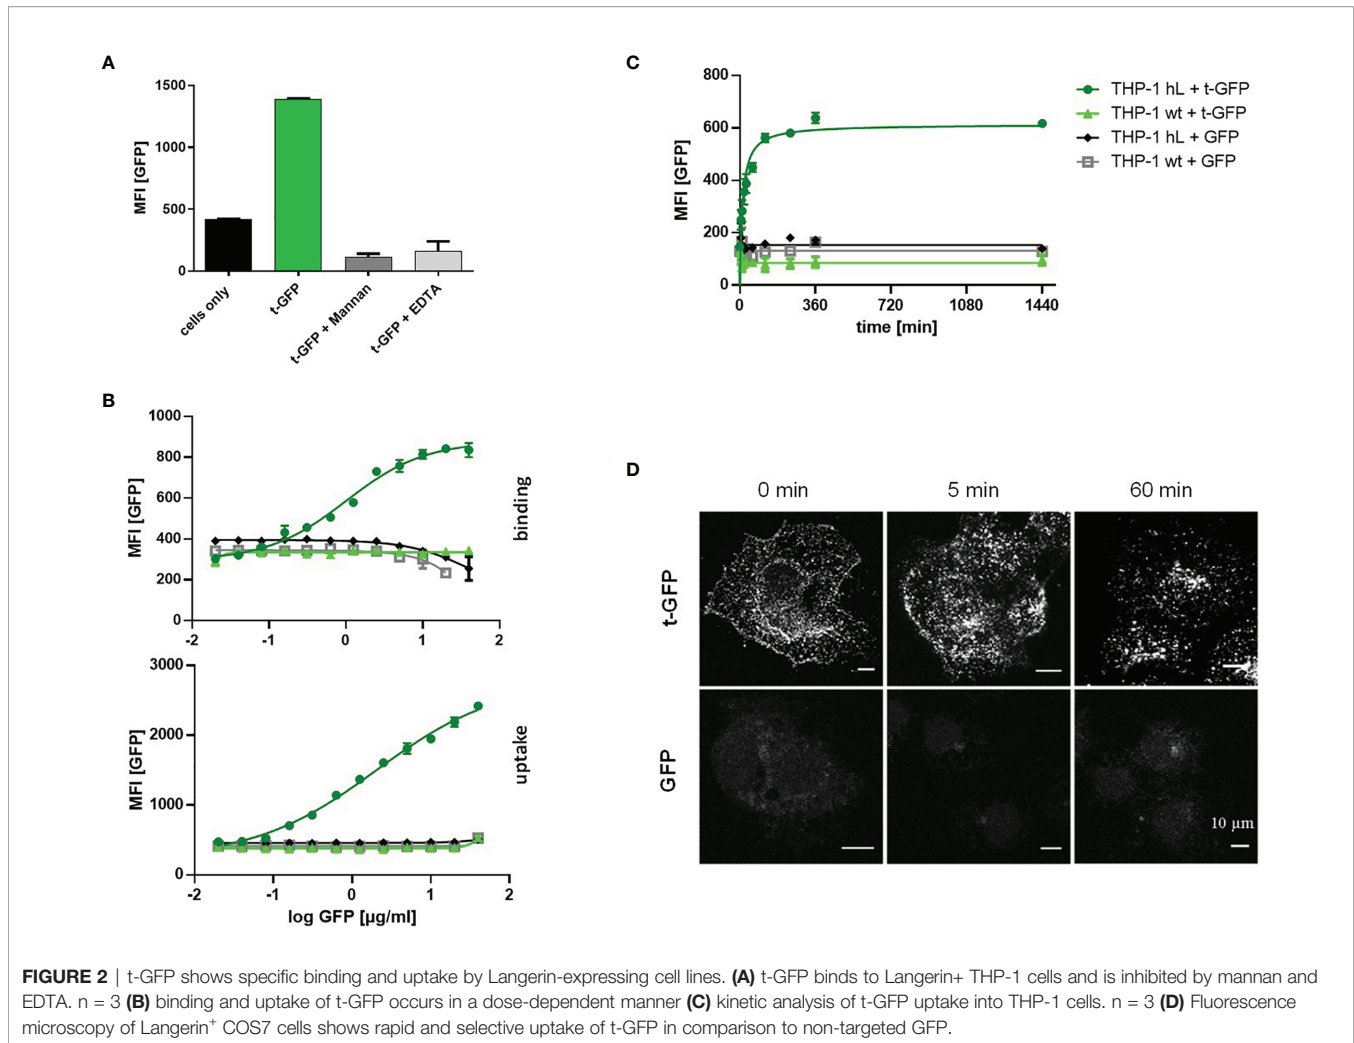 A
MFI [GFP]
1500
1000
500
0
cells only
t-GFP
t-GFP + Mannan
t-GFP + EDTA
C
MFI [GFP]
800
600
400
200
0
0 360 720 1080 1440
time [min]
THP-1 hL + t-GFP
THP-1 wt + t-GFP
THP-1 hL + GFP
THP-1 wt + GFP
B
MFI [GFP]
1000
800
600
400
200
0
-2 -1 0 1 2
binding
MFI [GFP]
3000
2000
1000
0
-2 -1 0 1 2
log GFP [µg/ml]
uptake
D
0 min 5 min 60 min
t-GFP
GFP
10 µm
FIGURE 2 | t-GFP shows specific binding and uptake by Langerin-expressing cell lines. (A) t-GFP binds to Langerin+ THP-1 cells and is inhibited by mannan and
EDTA. n = 3 (B) binding and uptake of t-GFP occurs in a dose-dependent manner (C) kinetic analysis of t-GFP uptake into THP-1 cells. n = 3 (D) Fluorescence
microscopy of Langerin⁺ COS7 cells shows rapid and selective uptake of t-GFP in comparison to non-targeted GFP.